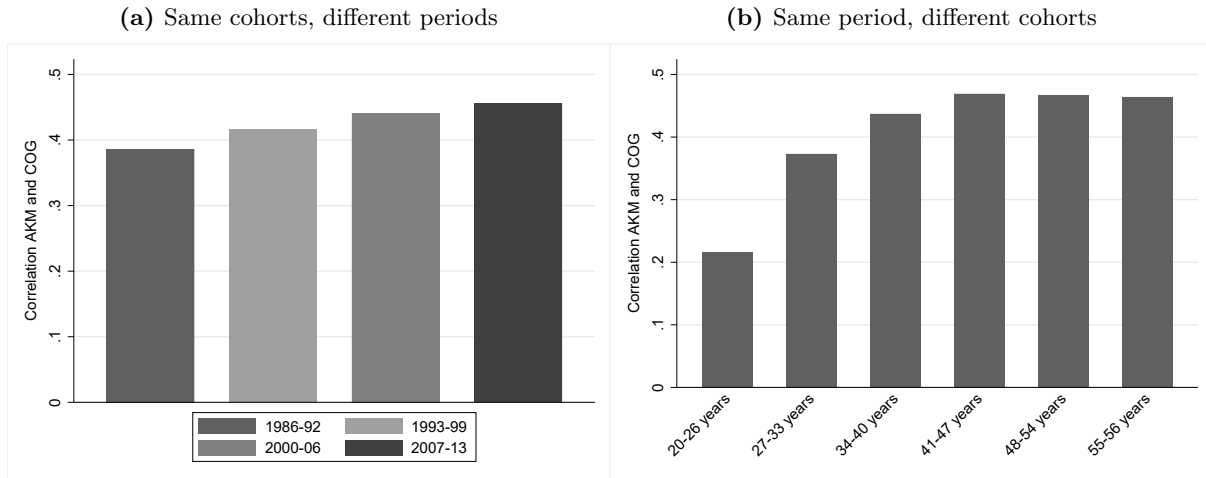 (a) Same cohorts, different periods
Correlation AKM and COG
.5
.4
.3
.2
.1
0
1986-92 1993-99
2000-06 2007-13
(b) Same period, different cohorts
Correlation AKM and COG
.5
.4
.3
.2
.1
0
20-26 years
27-33 years
34-40 years
41-47 years
48-54 years
55-56 years